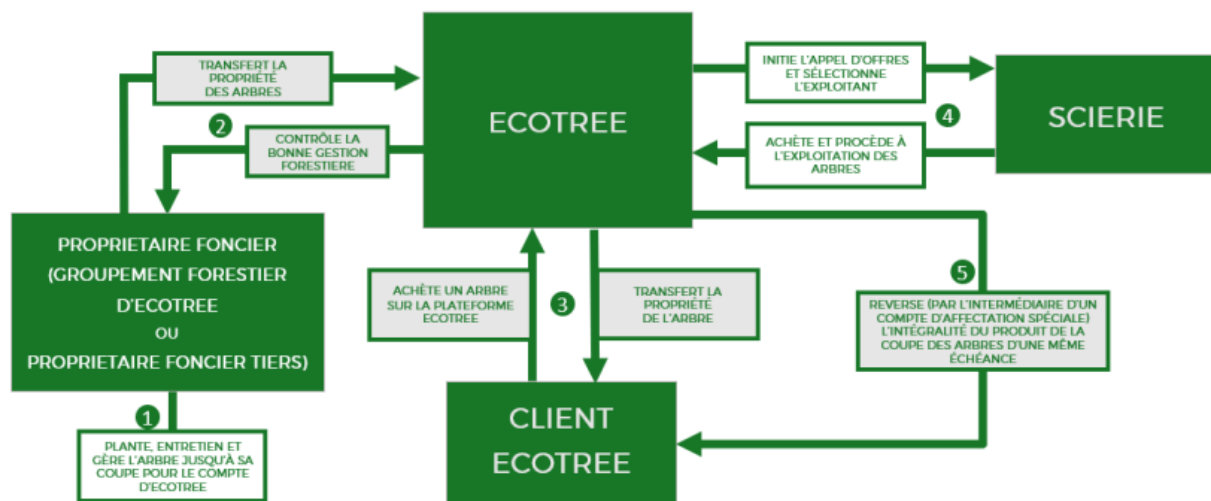 TRANSFERT LA
PROPRIÉTÉ
DES ARBRES
2
CONTRÔLE LA
BONNE GESTION
FORESTIERE
ECOTREE
INITIE L'APPEL D'OFFRES
ET SÉLECTIONNE
L'EXPLOITANT
4
ACHÈTE ET PROCÈDE À
L'EXPLOITATION DES
ARBRES
SCIERIE
PROPRIETAIRE FONCIER
(GROUPEMENT FORESTIER
D'ECOTREE
OU
PROPRIETAIRE FONCIER TIERS)
1
PLANTE, ENTRETIEN ET
GÈRE L'ARBRE JUSQU'À SA
COUPE POUR LE COMPTE
D'ECOTREE
ACHÈTE UN ARBRE
SUR LA PLATEFORME
ECOTREE
3
TRANSFERT LA
PROPRIÉTÉ
DE L'ARBRE
5
REVERSE (PAR L'INTERMÉDIAIRE D'UN
COMPTE D'AFFECTATION SPÉCIALE)
L'INTÉGRALITÉ DU PRODUIT DE LA
COUPE DES ARBRES D'UNE MÊME
ÉCHÉANCE
CLIENT
ECOTREE